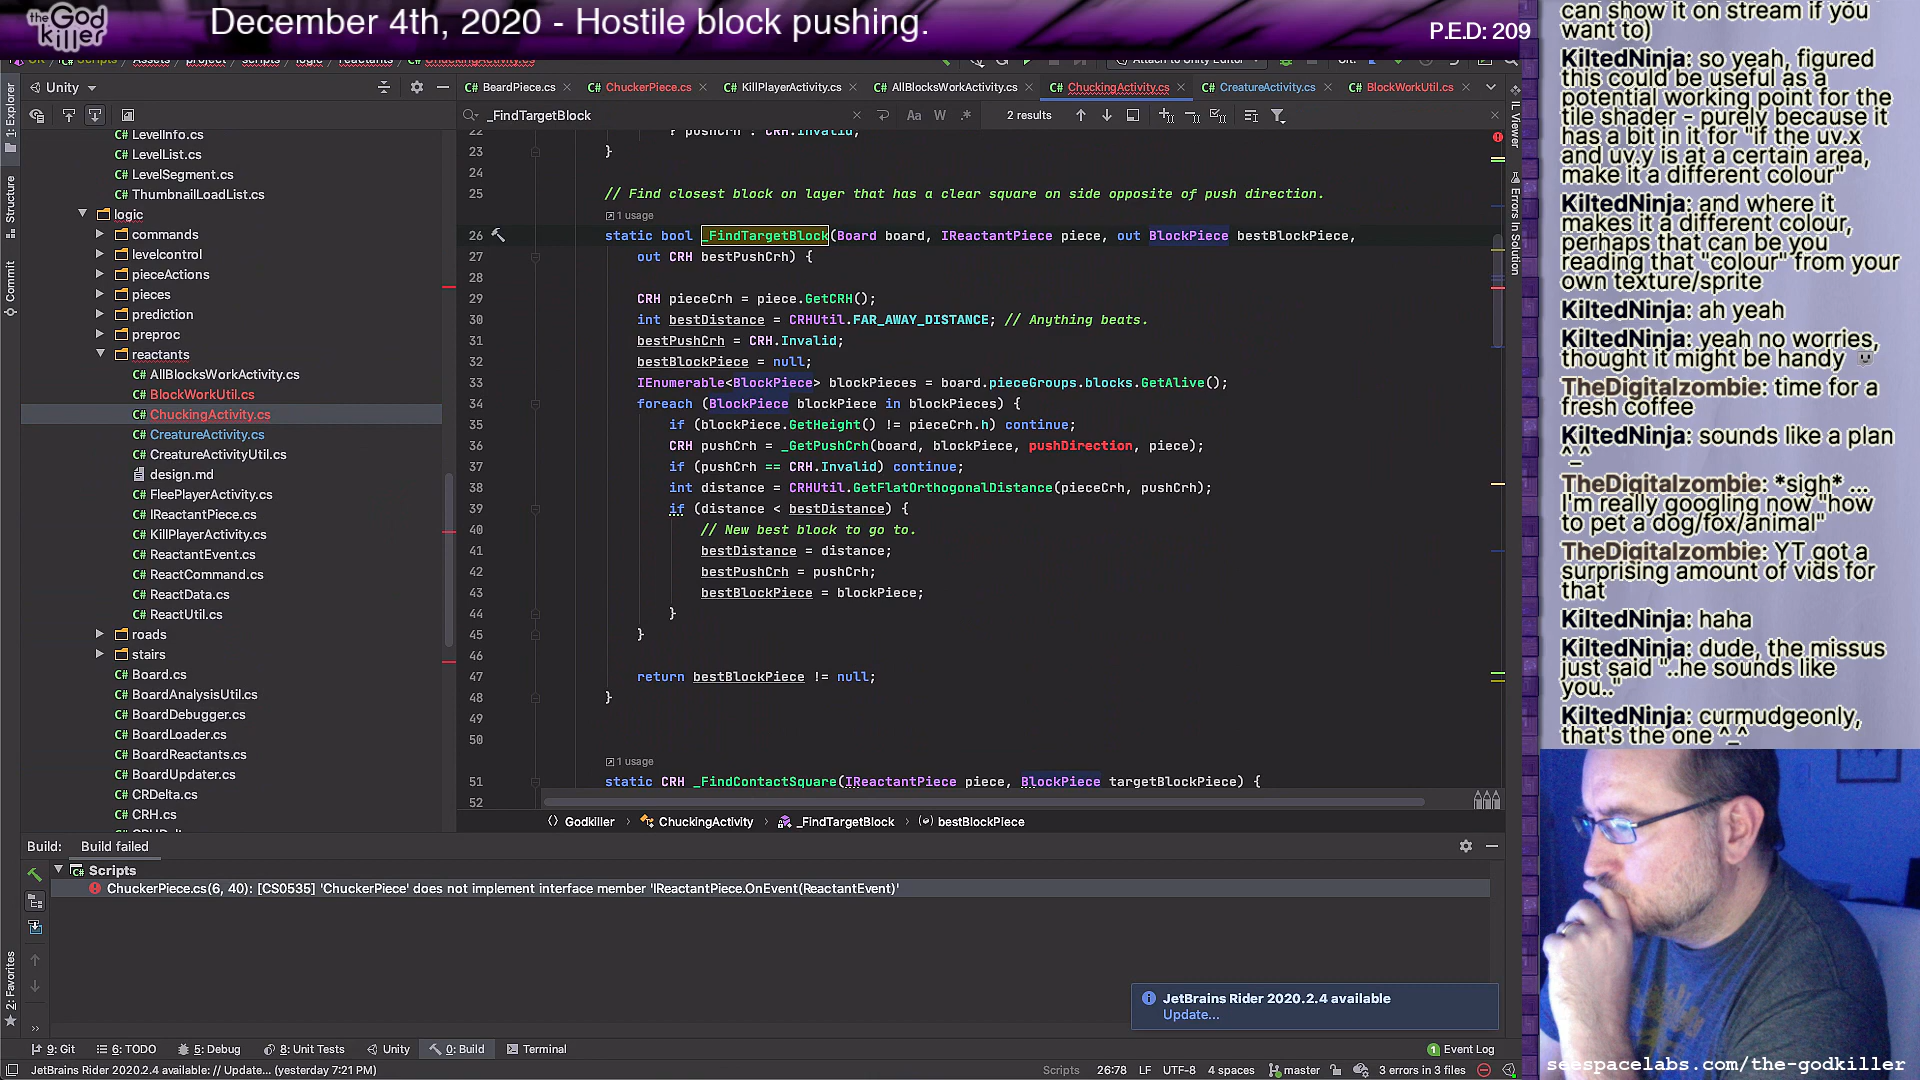 the God killer
December 4th, 2020 - Hostile block pushing.
P.E.D: 209
Unity
BeardPiece.cs
ChuckerPiece.cs
KillPlayerActivity.cs
AllBlocksWorkActivity.cs
ChuckingActivity.cs
CreatureActivity.cs
BlockWorkUtil.cs
_FindTargetBlock
Aa
W
2 results
1: Explorer
Structure
Commit
2: Favorites
IL Viewer
Errors In Solution
LevelInfo.cs
LevelList.cs
LevelSegment.cs
ThumbnailLoadList.cs
logic
commands
levelcontrol
pieceActions
pieces
prediction
preproc
reactants
AllBlocksWorkActivity.cs
BlockWorkUtil.cs
ChuckingActivity.cs
CreatureActivity.cs
CreatureActivityUtil.cs
design.md
FleePlayerActivity.cs
IReactantPiece.cs
KillPlayerActivity.cs
ReactantEvent.cs
ReactCommand.cs
ReactData.cs
ReactUtil.cs
roads
stairs
Board.cs
BoardAnalysisUtil.cs
BoardDebugger.cs
BoardLoader.cs
BoardReactants.cs
BoardUpdater.cs
CRDelta.cs
CRH.cs
22 } pushCrh : CRH.Invalid;
23 }
24
25 // Find closest block on layer that has a clear square on side opposite of push direction.
1 usage
26 static bool _FindTargetBlock(Board board, IReactantPiece piece, out BlockPiece bestBlockPiece,
27 out CRH bestPushCrh) {
28
29 CRH pieceCrh = piece.GetCRH();
30 int bestDistance = CRHUtil.FAR_AWAY_DISTANCE; // Anything beats.
31 bestPushCrh = CRH.Invalid;
32 bestBlockPiece = null;
33 IEnumerable<BlockPiece> blockPieces = board.pieceGroups.blocks.GetAlive();
34 foreach (BlockPiece blockPiece in blockPieces) {
35 if (blockPiece.GetHeight() != pieceCrh.h) continue;
36 CRH pushCrh = _GetPushCrh(board, blockPiece, pushDirection, piece);
37 if (pushCrh == CRH.Invalid) continue;
38 int distance = CRHUtil.GetFlatOrthogonalDistance(pieceCrh, pushCrh);
39 if (distance < bestDistance) {
40 // New best block to go to.
41 bestDistance = distance;
42 bestPushCrh = pushCrh;
43 bestBlockPiece = blockPiece;
44 }
45 }
46
47 return bestBlockPiece != null;
48 }
49
50
1 usage
51 static CRH _FindContactSquare(IReactantPiece piece, BlockPiece targetBlockPiece) {
52
Godkiller > ChuckingActivity > _FindTargetBlock > bestBlockPiece
Build: Build failed
Scripts
ChuckerPiece.cs(6, 40): [CS0535] 'ChuckerPiece' does not implement interface member 'IReactantPiece.OnEvent(ReactantEvent)'
JetBrains Rider 2020.2.4 available
Update...
9: Git
6: TODO
5: Debug
8: Unit Tests
Unity
0: Build
Terminal
1 Event Log
JetBrains Rider 2020.2.4 available: // Update... (yesterday 7:21 PM)
Scripts
26:78
LF
UTF-8
4 spaces
master
3 errors in 3 files
can show it on stream if you
want to)
KiltedNinja: so yeah, figured
this could be useful as a
potential working point for the
tile shader - purely because it
has a bit in it for "if the uv.x
and uv.y is at a certain area,
make it a different colour"
KiltedNinja: and where it
makes it a different colour,
perhaps that can be you
reading that "colour" from your
own texture/sprite
KiltedNinja: ah yeah
KiltedNinja: yeah no worries,
thought it might be handy
TheDigitalzombie: time for a
fresh coffee
KiltedNinja: sounds like a plan
^_^
TheDigitalzombie: *sigh* ...
I'm really googling now "how
to pet a dog/fox/animal"
TheDigitalzombie: YT got a
surprising amount of vids for
that
KiltedNinja: haha
KiltedNinja: dude, the missus
just said "..he sounds like
you.."
KiltedNinja: curmudgeonly,
that's the one ^_^
seespacelabs.com/the-godkiller